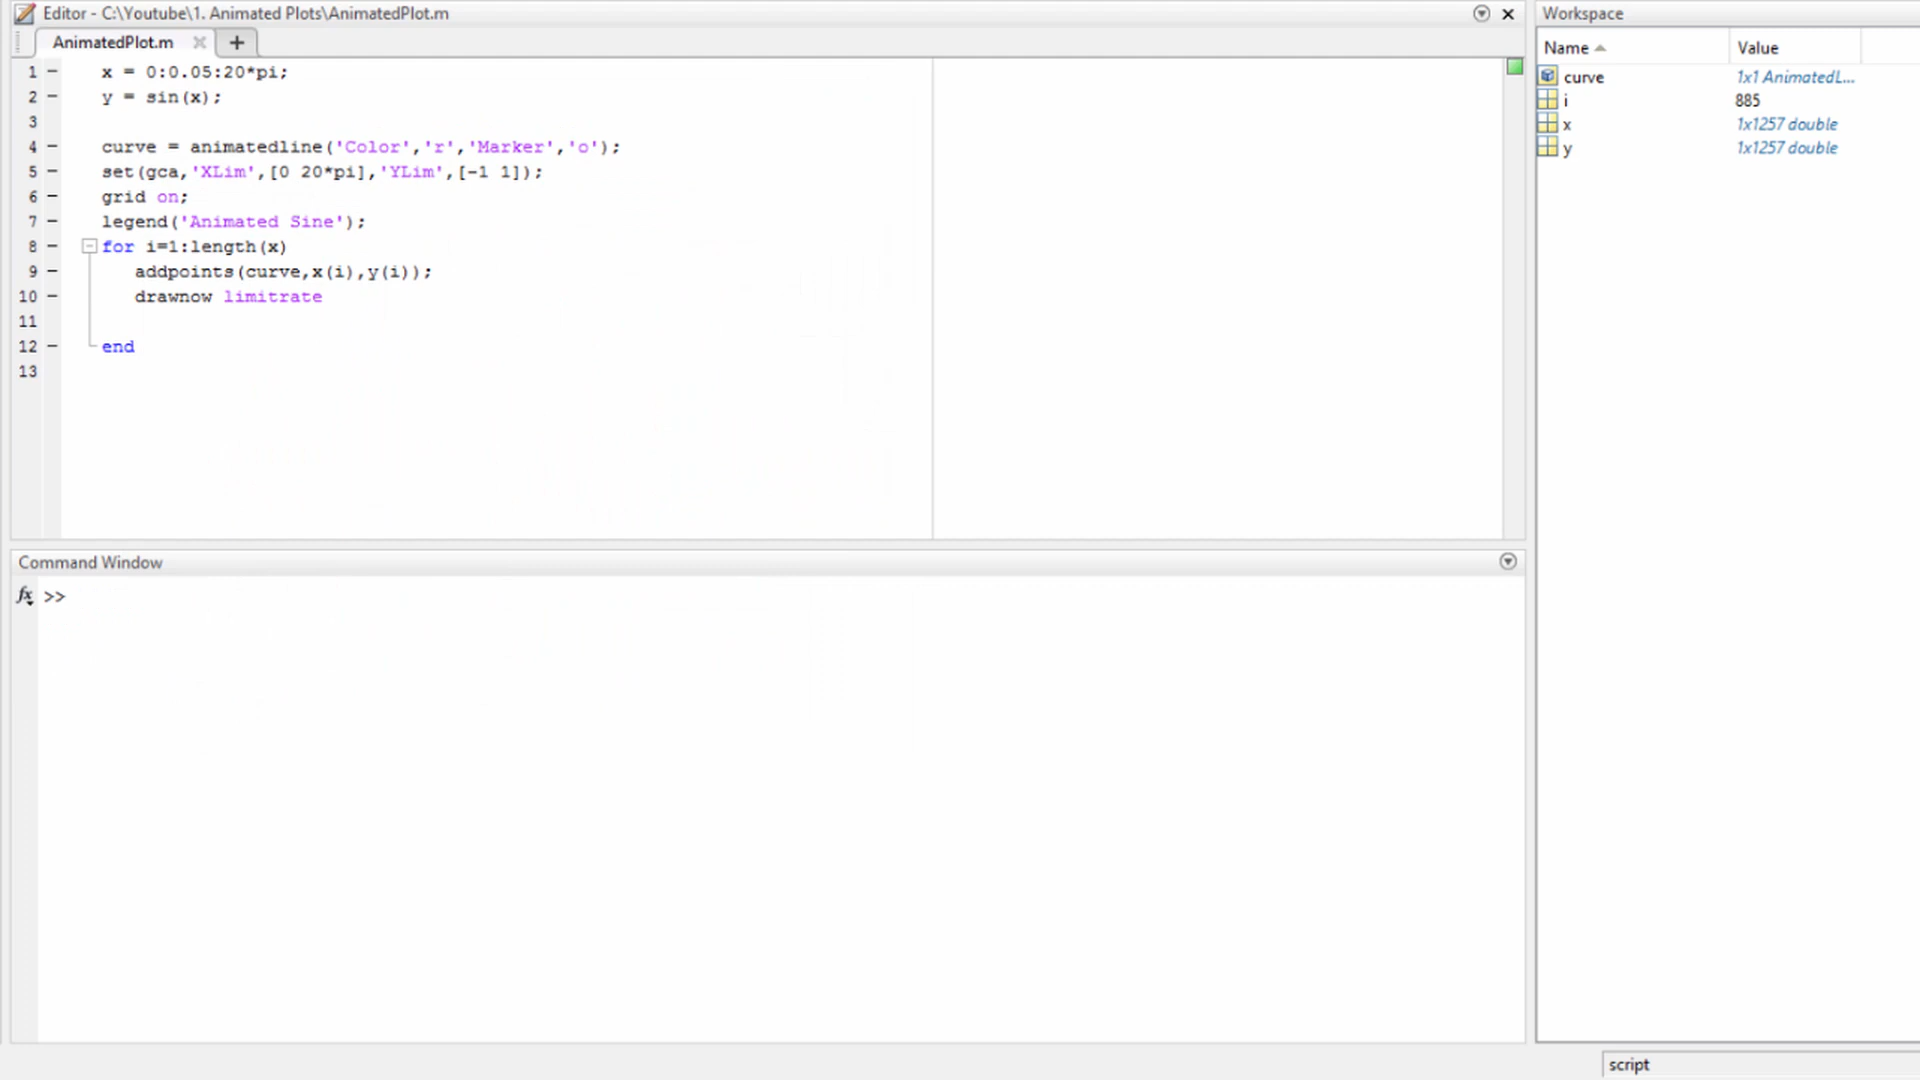 Editor - C:\Youtube\1. Animated Plots\AnimatedPlot.m
AnimatedPlot.m
+
1 - x = 0:0.05:20*pi;
2 - y = sin(x);
3
4 - curve = animatedline('Color','r','Marker','o');
5 - set(gca,'XLim',[0 20*pi],'YLim',[-1 1]);
6 - grid on;
7 - legend('Animated Sine');
8 - for i=1:length(x)
9 - addpoints(curve,x(i),y(i));
10 - drawnow limitrate
11
12 - end
13
Command Window
fx >>
Workspace
Name Value
curve 1x1 AnimatedL...
i 885
x 1x1257 double
y 1x1257 double
script